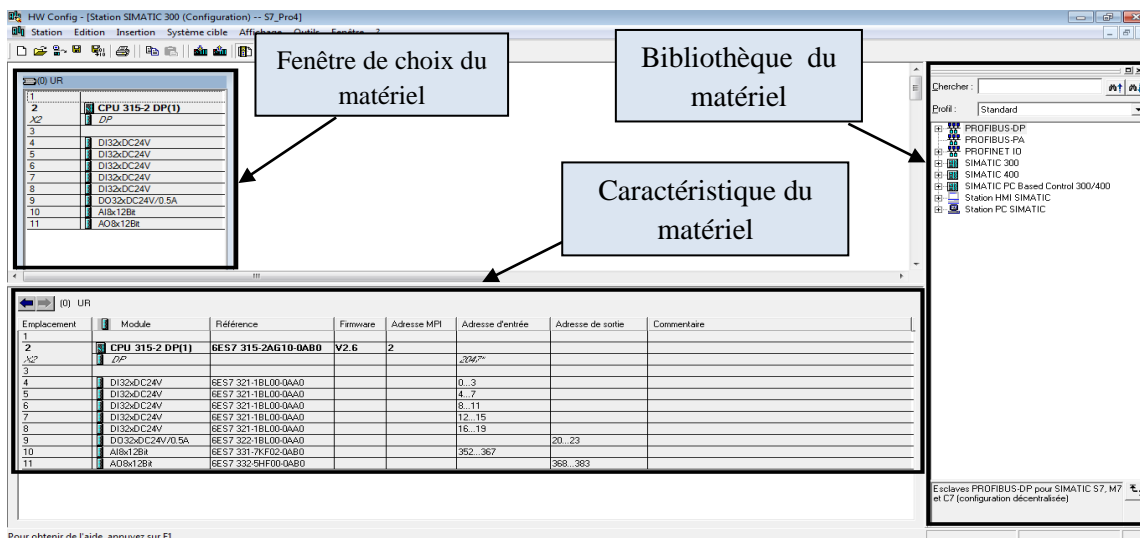 HW Config - [Station SIMATIC 300 (Configuration) -- S7_Pro4]
Station Edition Insertion Système cible Affichage Outils Fenêtre ?
Fenêtre de choix du
matériel
Bibliothèque du
matériel
Caractéristique du
matériel
(0) UR
1
2 CPU 315-2 DP(1)
X2 DP
3
4 DI32xDC24V
5 DI32xDC24V
6 DI32xDC24V
7 DI32xDC24V
8 DI32xDC24V
9 DO32xDC24V/0.5A
10 AI8x12Bit
11 AO8x12Bit
Chercher :
Profil : Standard
PROFIBUS-DP
PROFIBUS-PA
PROFINET IO
SIMATIC 300
SIMATIC 400
SIMATIC PC Based Control 300/400
Station HMI SIMATIC
Station PC SIMATIC
(0) UR
Emplacement Module Référence Firmware Adresse MPI Adresse d'entrée Adresse de sortie Commentaire
1
2 CPU 315-2 DP(1) 6ES7 315-2AG10-0AB0 V2.6 2
X2 DP 2047*
3
4 DI32xDC24V 6ES7 321-1BL00-0AA0 0...3
5 DI32xDC24V 6ES7 321-1BL00-0AA0 4...7
6 DI32xDC24V 6ES7 321-1BL00-0AA0 8...11
7 DI32xDC24V 6ES7 321-1BL00-0AA0 12...15
8 DI32xDC24V 6ES7 321-1BL00-0AA0 16...19
9 DO32xDC24V/0.5A 6ES7 322-1BL00-0AA0 20...23
10 AI8x12Bit 6ES7 331-7KF02-0AB0 352...367
11 AO8x12Bit 6ES7 332-5HF00-0AB0 368...383
Esclaves PROFIBUS-DP pour SIMATIC S7, M7
et C7 (configuration décentralisée)
Pour obtenir de l'aide, appuyez sur F1.